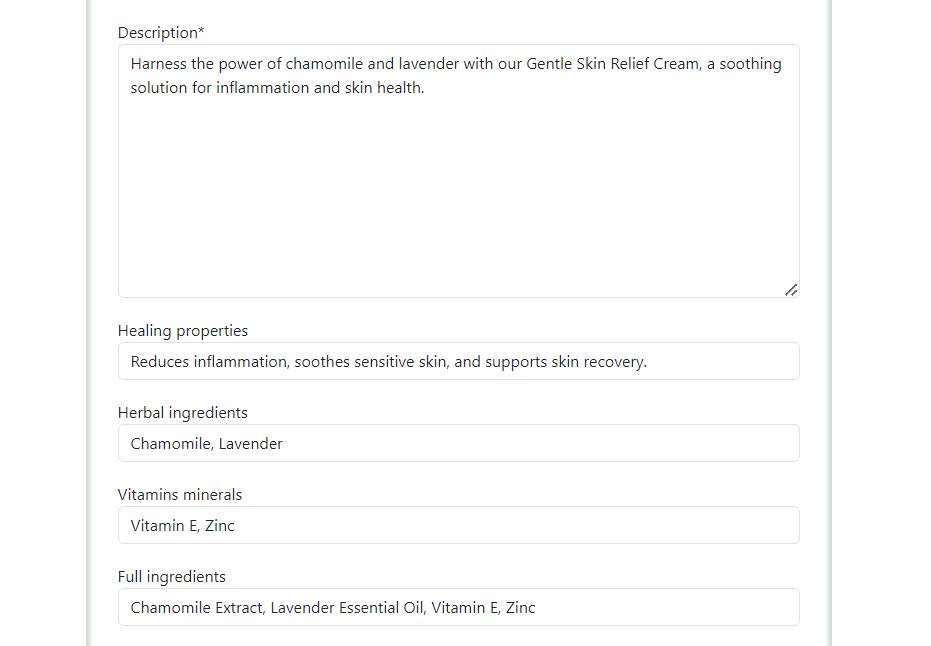 Description*
Harness the power of chamomile and lavender with our Gentle Skin Relief Cream, a soothing
solution for inflammation and skin health.
Healing properties
Reduces inflammation, soothes sensitive skin, and supports skin recovery.
Herbal ingredients
Chamomile, Lavender
Vitamins minerals
Vitamin E, Zinc
Full ingredients
Chamomile Extract, Lavender Essential Oil, Vitamin E, Zinc